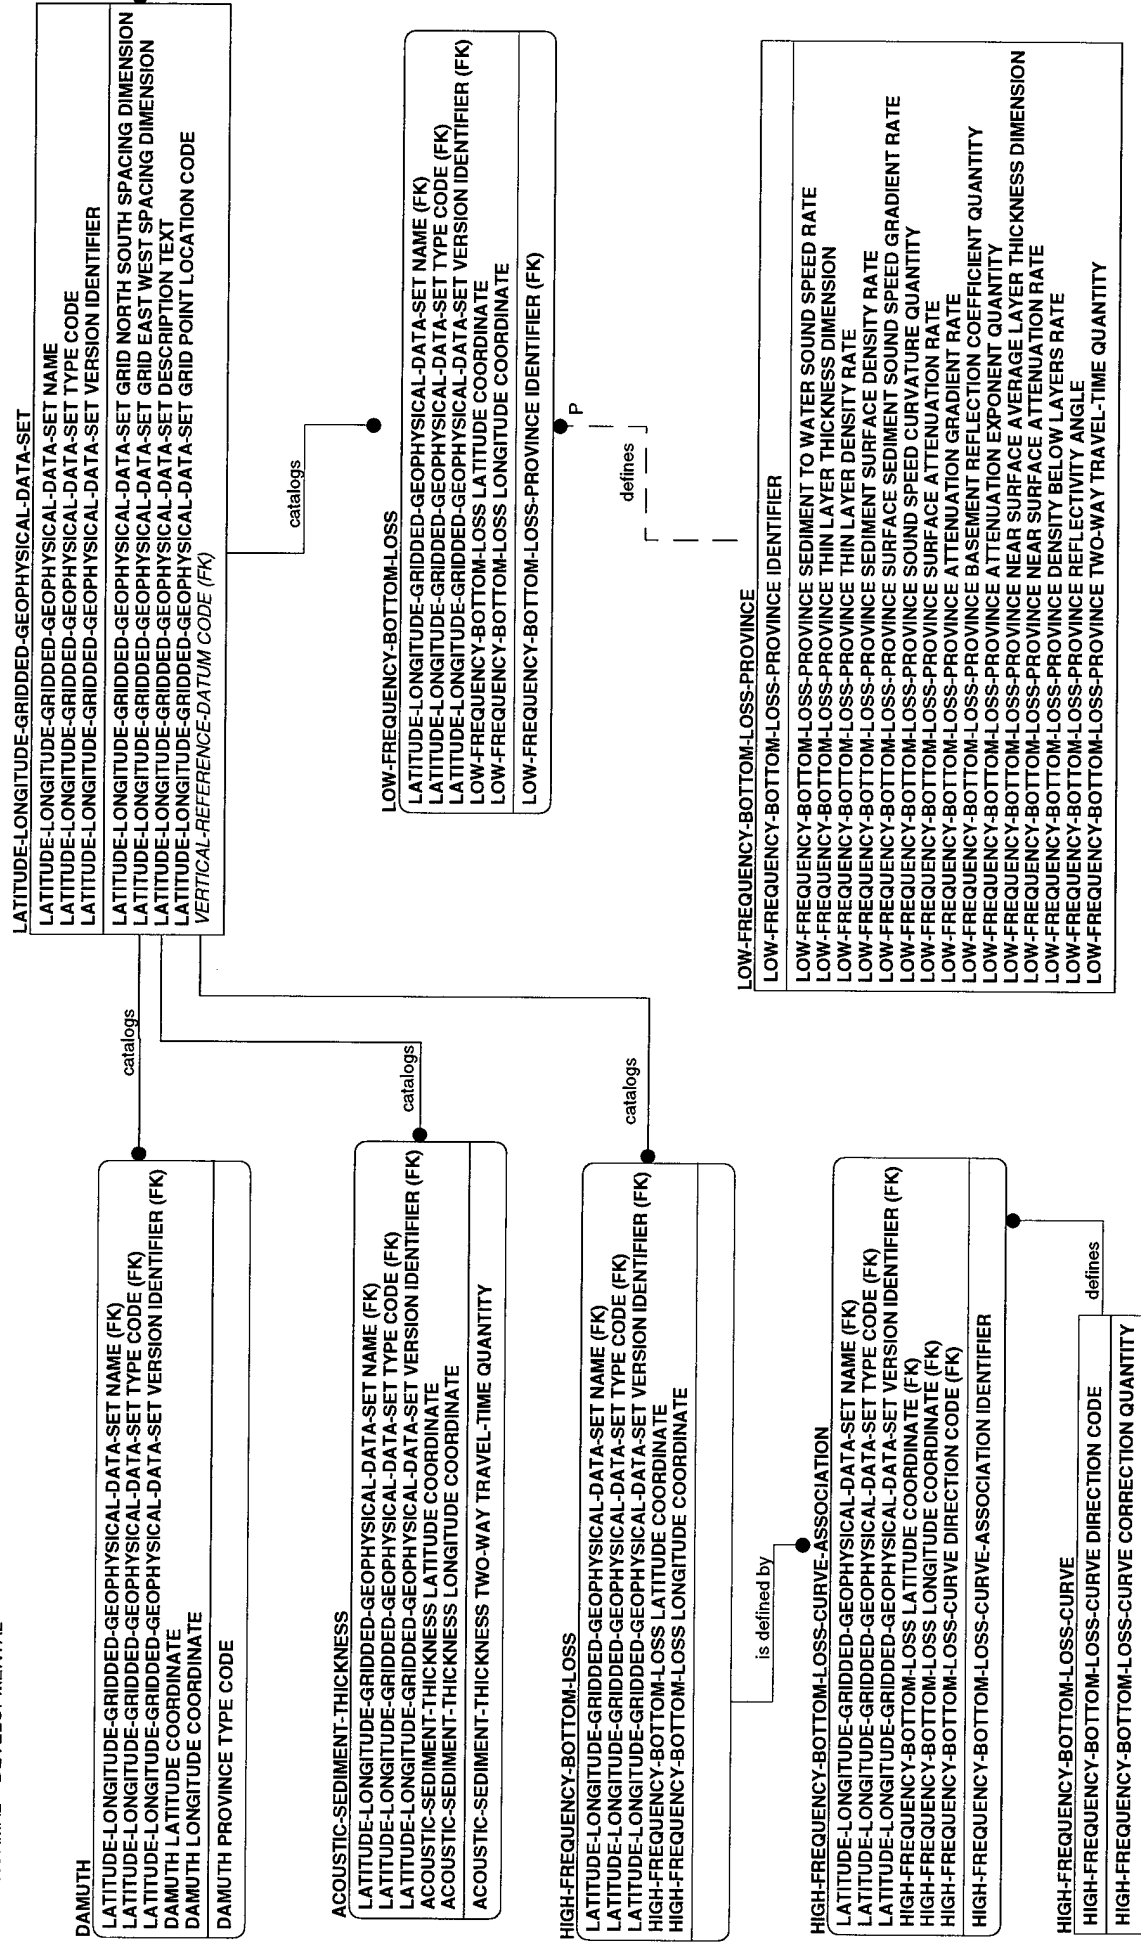 DAMUTH
LATITUDE-LONGITUDE-GRIDDED-GEOPHYSICAL-DATA-SET NAME (FK)
LATITUDE-LONGITUDE-GRIDDED-GEOPHYSICAL-DATA-SET TYPE CODE (FK)
LATITUDE-LONGITUDE-GRIDDED-GEOPHYSICAL-DATA-SET VERSION IDENTIFIER (FK)
DAMUTH LATITUDE COORDINATE
DAMUTH LONGITUDE COORDINATE
DAMUTH PROVINCE TYPE CODE
catalogs
LATITUDE-LONGITUDE-GRIDDED-GEOPHYSICAL-DATA-SET
LATITUDE-LONGITUDE-GRIDDED-GEOPHYSICAL-DATA-SET NAME
LATITUDE-LONGITUDE-GRIDDED-GEOPHYSICAL-DATA-SET TYPE CODE
LATITUDE-LONGITUDE-GRIDDED-GEOPHYSICAL-DATA-SET VERSION IDENTIFIER
LATITUDE-LONGITUDE-GRIDDED-GEOPHYSICAL-DATA-SET GRID NORTH SOUTH SPACING DIMENSION
LATITUDE-LONGITUDE-GRIDDED-GEOPHYSICAL-DATA-SET GRID EAST WEST SPACING DIMENSION
LATITUDE-LONGITUDE-GRIDDED-GEOPHYSICAL-DATA-SET DESCRIPTION TEXT
LATITUDE-LONGITUDE-GRIDDED-GEOPHYSICAL-DATA-SET GRID POINT LOCATION CODE
VERTICAL-REFERENCE-DATUM CODE (FK)
ACOUSTIC-SEDIMENT-THICKNESS
LATITUDE-LONGITUDE-GRIDDED-GEOPHYSICAL-DATA-SET NAME (FK)
LATITUDE-LONGITUDE-GRIDDED-GEOPHYSICAL-DATA-SET TYPE CODE (FK)
LATITUDE-LONGITUDE-GRIDDED-GEOPHYSICAL-DATA-SET VERSION IDENTIFIER (FK)
ACOUSTIC-SEDIMENT-THICKNESS LATITUDE COORDINATE
ACOUSTIC-SEDIMENT-THICKNESS LONGITUDE COORDINATE
ACOUSTIC-SEDIMENT-THICKNESS TWO-WAY TRAVEL-TIME QUANTITY
catalogs
catalogs
LOW-FREQUENCY-BOTTOM-LOSS
LATITUDE-LONGITUDE-GRIDDED-GEOPHYSICAL-DATA-SET NAME (FK)
LATITUDE-LONGITUDE-GRIDDED-GEOPHYSICAL-DATA-SET TYPE CODE (FK)
LATITUDE-LONGITUDE-GRIDDED-GEOPHYSICAL-DATA-SET VERSION IDENTIFIER (FK)
LOW-FREQUENCY-BOTTOM-LOSS LATITUDE COORDINATE
LOW-FREQUENCY-BOTTOM-LOSS LONGITUDE COORDINATE
LOW-FREQUENCY-BOTTOM-LOSS-PROVINCE IDENTIFIER (FK)
P
defines
HIGH-FREQUENCY-BOTTOM-LOSS
LATITUDE-LONGITUDE-GRIDDED-GEOPHYSICAL-DATA-SET NAME (FK)
LATITUDE-LONGITUDE-GRIDDED-GEOPHYSICAL-DATA-SET TYPE CODE (FK)
LATITUDE-LONGITUDE-GRIDDED-GEOPHYSICAL-DATA-SET VERSION IDENTIFIER (FK)
HIGH-FREQUENCY-BOTTOM-LOSS LATITUDE COORDINATE
HIGH-FREQUENCY-BOTTOM-LOSS LONGITUDE COORDINATE
catalogs
is defined by
LOW-FREQUENCY-BOTTOM-LOSS-PROVINCE
LOW-FREQUENCY-BOTTOM-LOSS-PROVINCE IDENTIFIER
LOW-FREQUENCY-BOTTOM-LOSS-PROVINCE SEDIMENT TO WATER SOUND SPEED RATE
LOW-FREQUENCY-BOTTOM-LOSS-PROVINCE THIN LAYER THICKNESS DIMENSION
LOW-FREQUENCY-BOTTOM-LOSS-PROVINCE THIN LAYER DENSITY RATE
LOW-FREQUENCY-BOTTOM-LOSS-PROVINCE SEDIMENT SURFACE DENSITY RATE
LOW-FREQUENCY-BOTTOM-LOSS-PROVINCE SURFACE SEDIMENT SOUND SPEED GRADIENT RATE
LOW-FREQUENCY-BOTTOM-LOSS-PROVINCE SOUND SPEED CURVATURE QUANTITY
LOW-FREQUENCY-BOTTOM-LOSS-PROVINCE SURFACE ATTENUATION RATE
LOW-FREQUENCY-BOTTOM-LOSS-PROVINCE ATTENUATION GRADIENT RATE
LOW-FREQUENCY-BOTTOM-LOSS-PROVINCE BASEMENT REFLECTION COEFFICIENT QUANTITY
LOW-FREQUENCY-BOTTOM-LOSS-PROVINCE ATTENUATION EXPONENT QUANTITY
LOW-FREQUENCY-BOTTOM-LOSS-PROVINCE NEAR SURFACE AVERAGE LAYER THICKNESS DIMENSION
LOW-FREQUENCY-BOTTOM-LOSS-PROVINCE NEAR SURFACE ATTENUATION RATE
LOW-FREQUENCY-BOTTOM-LOSS-PROVINCE DENSITY BELOW LAYERS RATE
LOW-FREQUENCY-BOTTOM-LOSS-PROVINCE REFLECTIVITY ANGLE
LOW-FREQUENCY-BOTTOM-LOSS-PROVINCE TWO-WAY TRAVEL-TIME QUANTITY
HIGH-FREQUENCY-BOTTOM-LOSS-CURVE-ASSOCIATION
LATITUDE-LONGITUDE-GRIDDED-GEOPHYSICAL-DATA-SET NAME (FK)
LATITUDE-LONGITUDE-GRIDDED-GEOPHYSICAL-DATA-SET TYPE CODE (FK)
LATITUDE-LONGITUDE-GRIDDED-GEOPHYSICAL-DATA-SET VERSION IDENTIFIER (FK)
HIGH-FREQUENCY-BOTTOM-LOSS LATITUDE COORDINATE (FK)
HIGH-FREQUENCY-BOTTOM-LOSS LONGITUDE COORDINATE (FK)
HIGH-FREQUENCY-BOTTOM-LOSS-CURVE DIRECTION CODE (FK)
HIGH-FREQUENCY-BOTTOM-LOSS-CURVE-ASSOCIATION IDENTIFIER
defines
HIGH-FREQUENCY-BOTTOM-LOSS-CURVE
HIGH-FREQUENCY-BOTTOM-LOSS-CURVE DIRECTION CODE
HIGH-FREQUENCY-BOTTOM-LOSS-CURVE CORRECTION QUANTITY